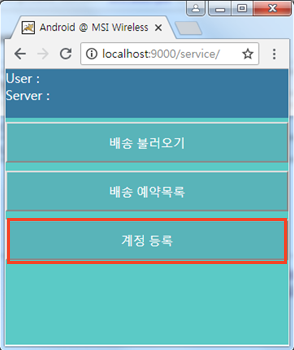 Android @ MSI Wireless
localhost:9000/service/
User :
Server :
배송 불러오기
배송 예약목록
계정 등록